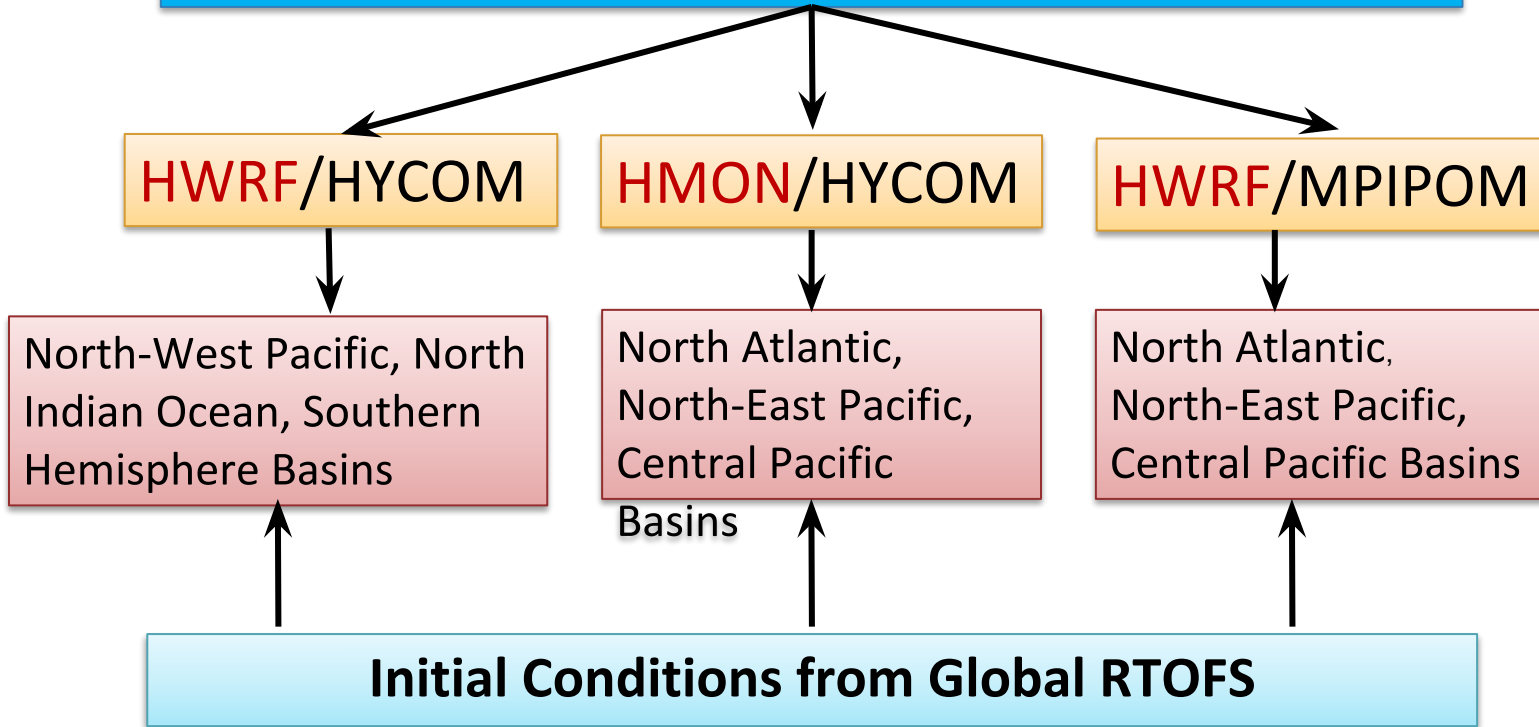 HWRF/HYCOM
HMON/HYCOM
HWRF/MPIPOM
North-West Pacific, North
Indian Ocean, Southern
Hemisphere Basins
North Atlantic,
North-East Pacific,
Central Pacific
Basins
North Atlantic,
North-East Pacific,
Central Pacific Basins
Initial Conditions from Global RTOFS